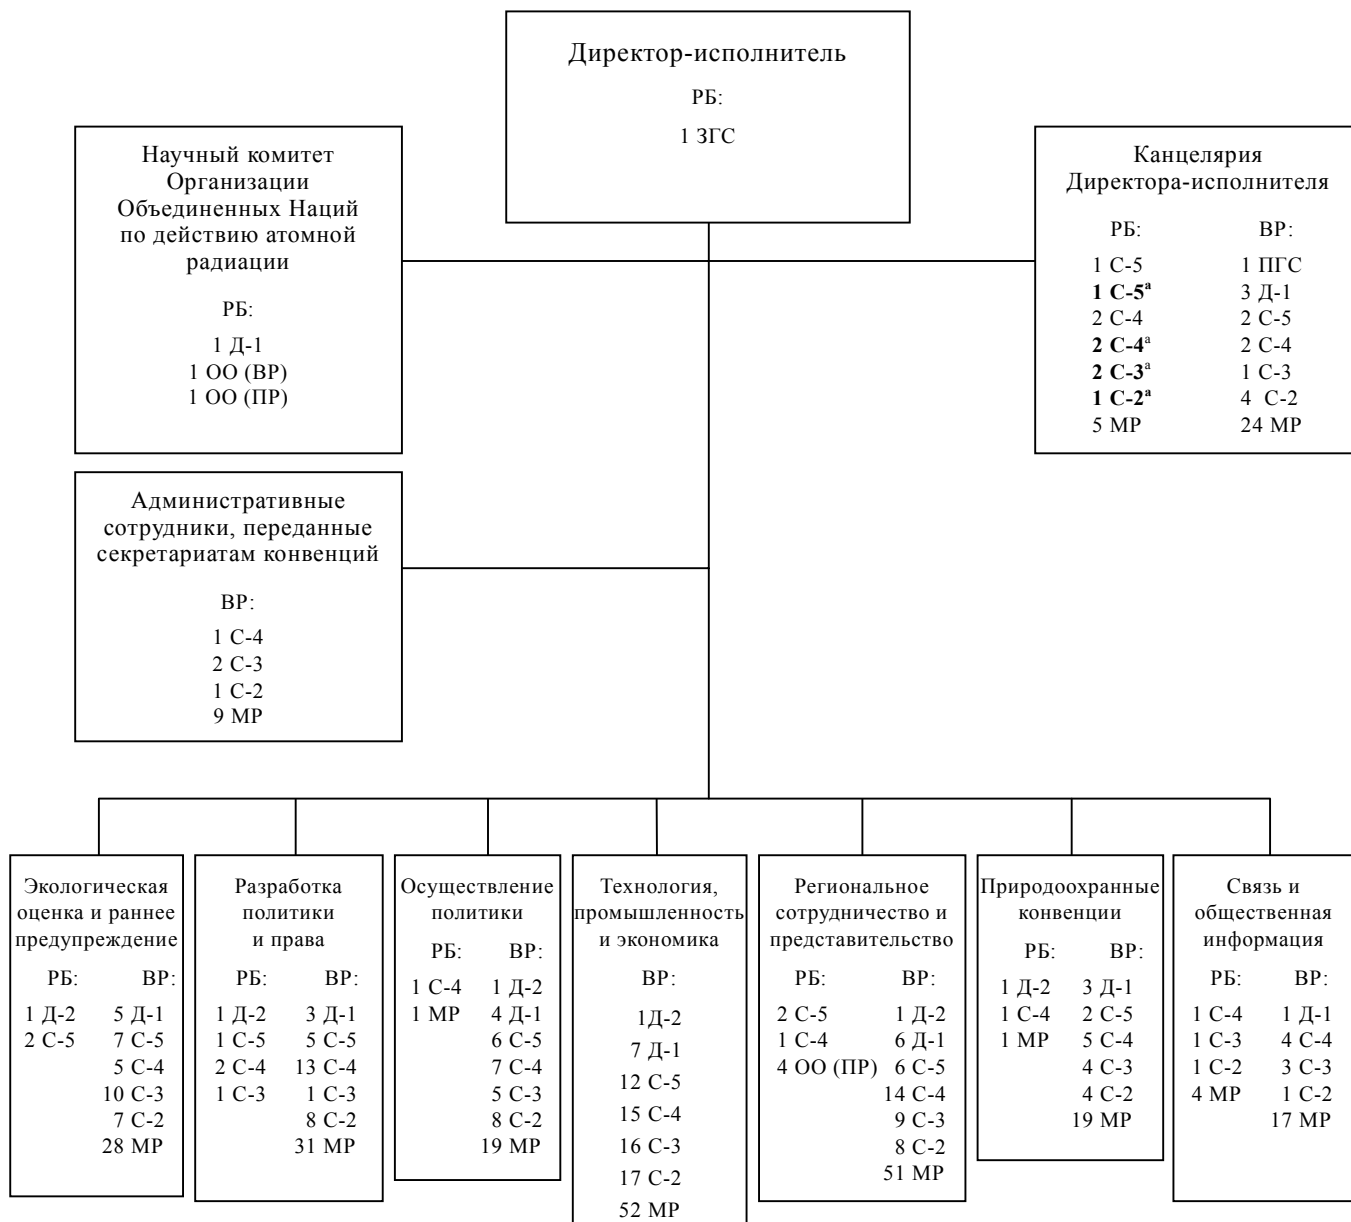 Директор-исполнитель
РБ:
1 ЗГС
Научный комитет
Организации
Объединенных Наций
по действию атомной
радиации
РБ:
1 Д-1
1 ОО (ВР)
1 ОО (ПР)
Канцелярия
Директора-исполнителя
РБ: ВР:
1 С-5 1 ПГС
1 С-5ᵃ 3 Д-1
2 С-4 2 С-5
2 С-4ᵃ 2 С-4
2 С-3ᵃ 1 С-3
1 С-2ᵃ 4 С-2
5 МР 24 МР
Административные
сотрудники, переданные
секретариатам конвенций
ВР:
1 С-4
2 С-3
1 С-2
9 МР
Экологическая
оценка и раннее
предупреждение
РБ: ВР:
1 Д-2 5 Д-1
2 С-5 7 С-5
5 С-4
10 С-3
7 С-2
28 МР
Разработка
политики
и права
РБ: ВР:
1 Д-2 3 Д-1
1 С-5 5 С-5
2 С-4 13 С-4
1 С-3 1 С-3
8 С-2
31 МР
Осуществление
политики
РБ: ВР:
1 С-4 1 Д-2
1 МР 4 Д-1
6 С-5
7 С-4
5 С-3
8 С-2
19 МР
Технология,
промышленность
и экономика
ВР:
1Д-2
7 Д-1
12 С-5
15 С-4
16 С-3
17 С-2
52 МР
Региональное
сотрудничество и
представительство
РБ: ВР:
2 С-5 1 Д-2
1 С-4 6 Д-1
4 ОО (ПР) 6 С-5
14 С-4
9 С-3
8 С-2
51 МР
Природоохранные
конвенции
РБ: ВР:
1 Д-2 3 Д-1
1 С-4 2 С-5
1 МР 5 С-4
4 С-3
4 С-2
19 МР
Связь и
общественная
информация
РБ: ВР:
1 С-4 1 Д-1
1 С-3 4 С-4
1 С-2 3 С-3
4 МР 1 С-2
17 МР